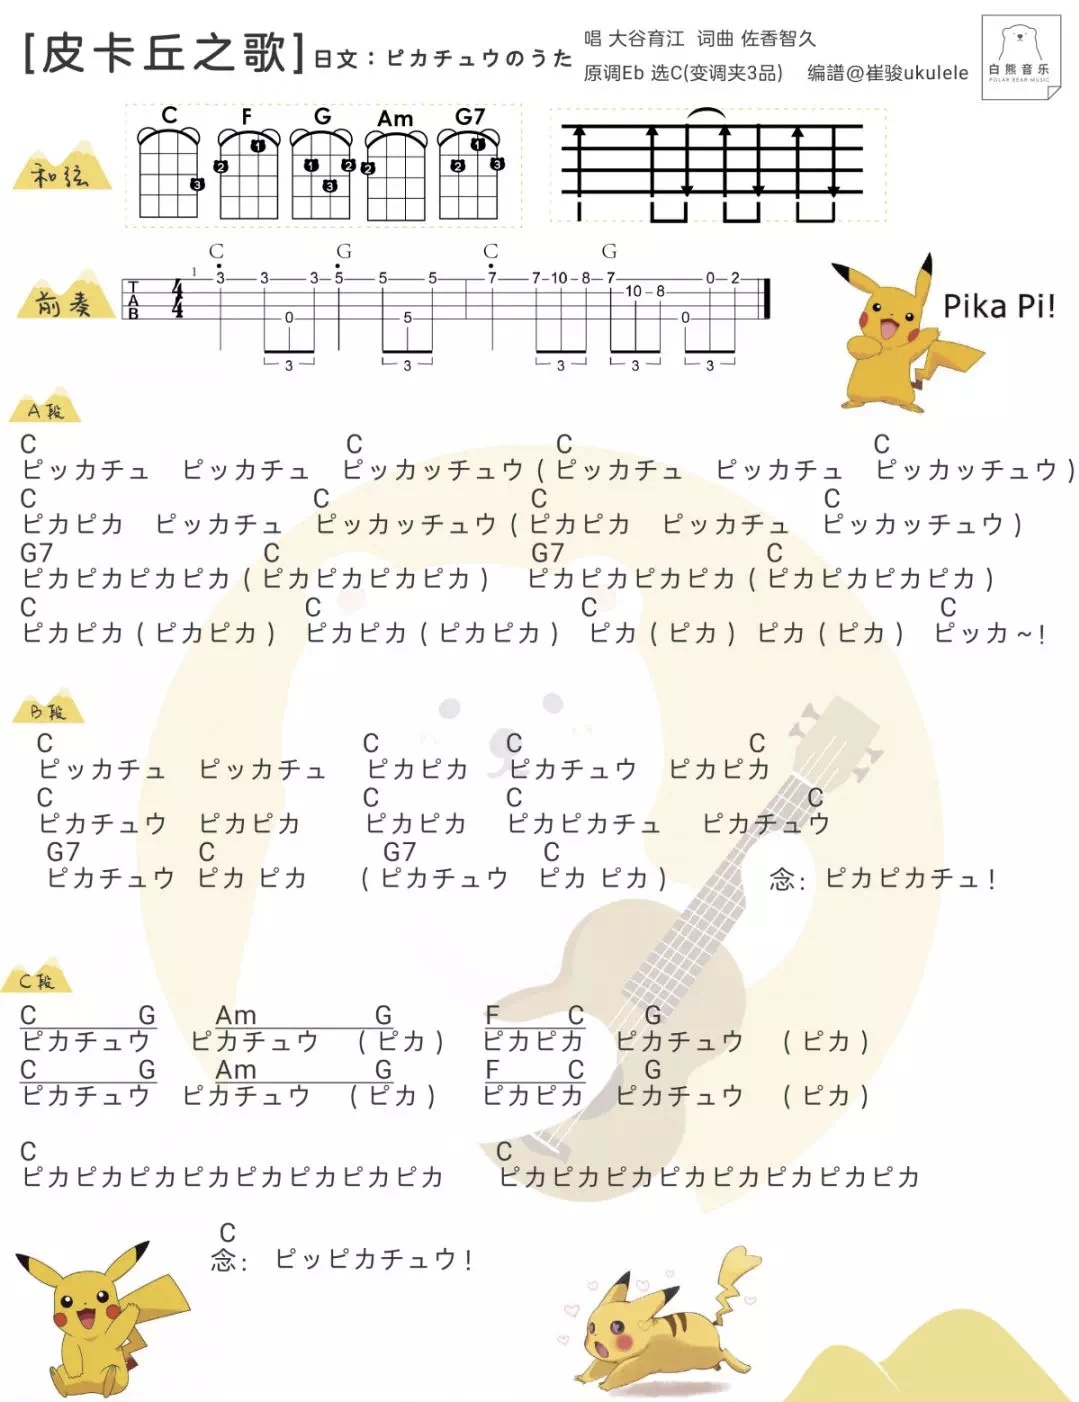 [皮卡丘之歌] 日文：ピカチュウのうた
唱 大谷育江 词曲 佐香智久
原调Eb 选C(变调夹3品) 编譜@崔骏ukulele
白熊音乐
POLAR BEAR MUSIC
和弦
C F G Am G7
3 2 1 1 3 2 2 2 1 3
C G C G
前奏
1
TAB 4/4 3 3 0 3 5 5 5 5 7 7 10 8 7 10 8 0 0 2
3 3 3 3 3
Pika Pi!
A段
C C C C
ピッカチュ ピッカチュ ピッカッチュウ ( ピッカチュ ピッカチュ ピッカッチュウ )
C C C C
ピカピカ ピッカチュ ピッカッチュウ ( ピカピカ ピッカチュ ピッカッチュウ )
G7 C G7 C
ピカピカピカピカ ( ピカピカピカピカ ) ピカピカピカピカ ( ピカピカピカピカ )
C C C C
ピカピカ ( ピカピカ ) ピカピカ ( ピカピカ ) ピカ ( ピカ ) ピカ ( ピカ ) ピッカ ~ !
B段
C C C C
ピッカチュ ピッカチュ ピカピカ ピカチュウ ピカピカ
C C C C
ピカチュウ ピカピカ ピカピカ ピカピカチュ ピカチュウ
G7 C G7 C
ピカチュウ ピカ ピカ ( ピカチュウ ピカ ピカ ) 念: ピカピカチュ !
C段
C G Am G F C G
ピカチュウ ピカチュウ ( ピカ ) ピカピカ ピカチュウ ( ピカ )
C G Am G F C G
ピカチュウ ピカチュウ ( ピカ ) ピカピカ ピカチュウ ( ピカ )
C C
ピカピカピカピカピカピカピカピカ ピカピカピカピカピカピカピカピカ
C
念: ピッピカチュウ !